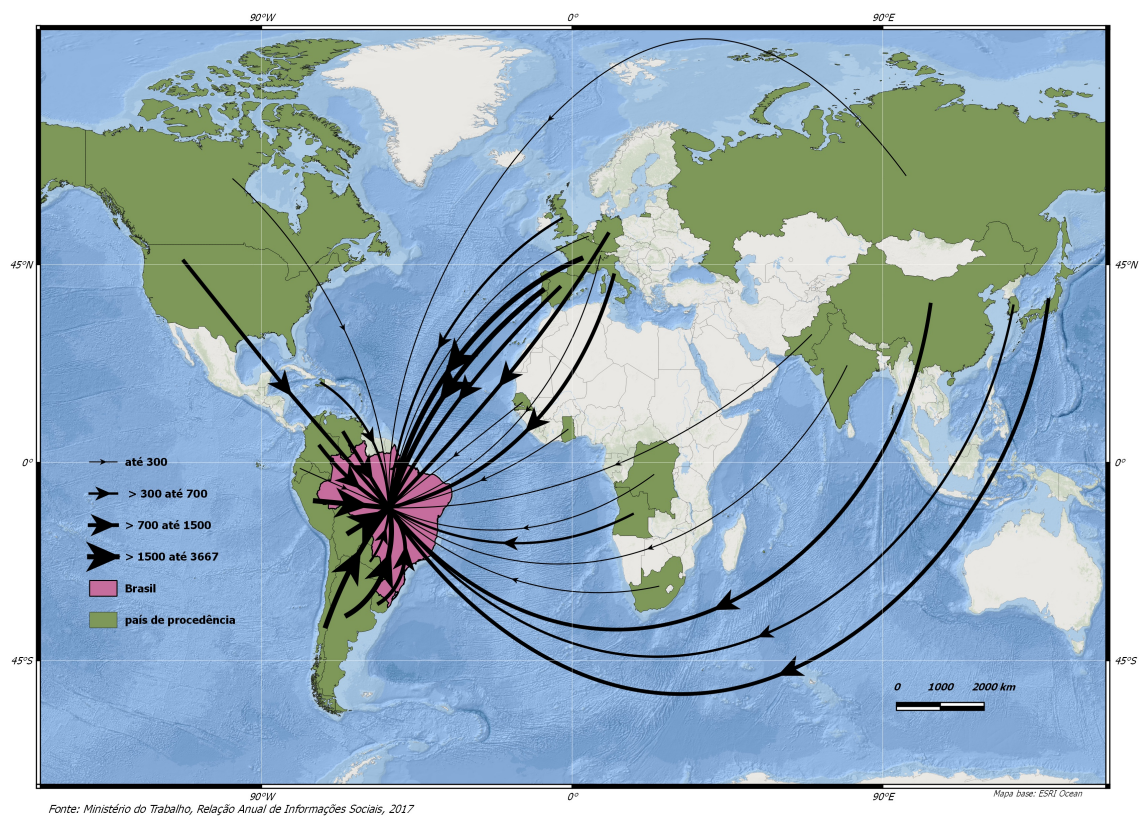 90°W 0° 90°E
45°N 45°N
até 300
0° 0°
> 300 até 700
> 700 até 1500
> 1500 até 3667
Brasil
país de procedência
45°S 45°S
0 1000 2000 km
90°W 0° 90°E
Mapa base: ESRI Ocean
Fonte: Ministério do Trabalho, Relação Anual de Informações Sociais, 2017